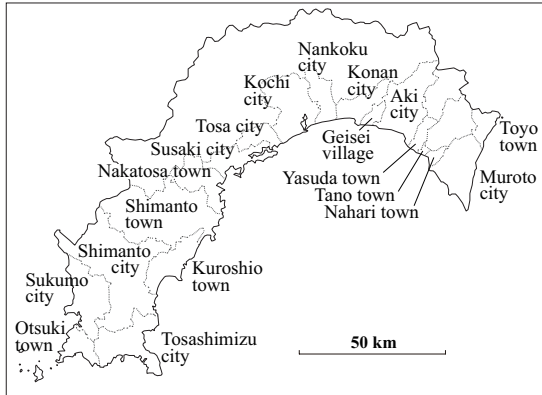 Nankoku
city
Konan
city
Kochi
city
Aki
city
Tosa city
Geisei
village
Toyo
town
Susaki city
Nakatosa town
Yasuda town
Tano town
Nahari town
Muroto
city
Shimanto
town
Shimanto
city
Kuroshio
town
Sukumo
city
Otsuki
town
Tosashimizu
city
50 km